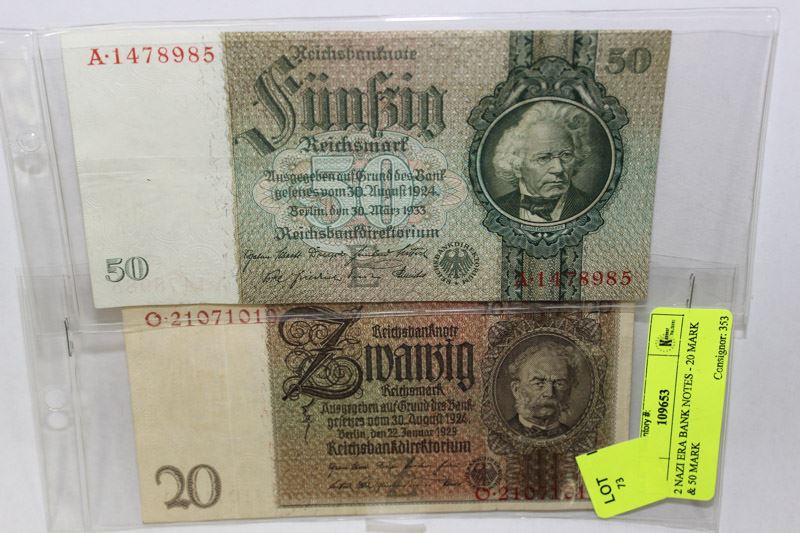 A·1478985
Reichsbanknote
50
Fünfzig
Reichsmark
50
Ausgegeben auf Grund des Bank
gesetzes vom 30. August 1924
Berlin, den 30. März 1933
Reichsbankdirektorium
50
A·1478985
O·21071019
Reichsbanknote
Zwanzig
Reichsmark
Ausgegeben auf Grund des Bank-
gesetzes vom 30. August 1924
Berlin, den 22. Januar 1929
Reichsbankdirektorium
20
O·2107101
LOT
73
ntory #:
109653
2 NAZI ERA BANK NOTES - 20 MARK
& 50 MARK
Consignor: 353